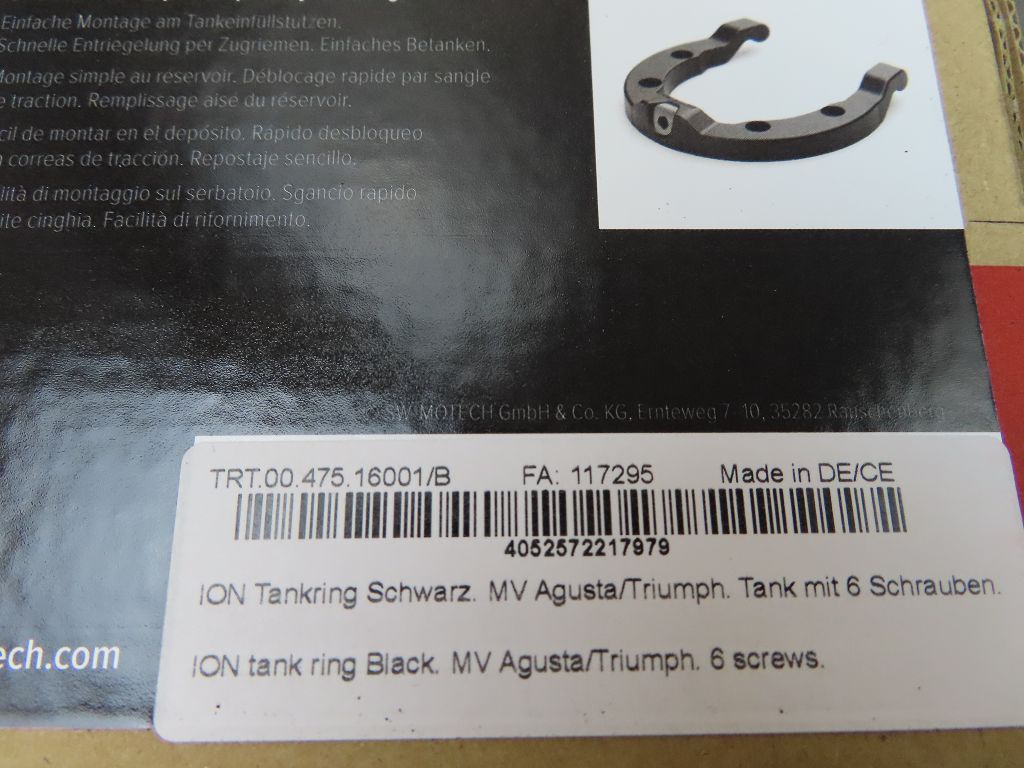 Einfache Montage am Tankeinfüllstutzen.
Schnelle Entriegelung per Zugriemen. Einfaches Betanken.
Montage simple au réservoir. Déblocage rapide par sangle
e traction. Remplissage aisé du réservoir.
cil de montar en el depósito. Rápido desbloqueo
n correas de tracción. Repostaje sencillo.
lità di montaggio sul serbatoio. Sgancio rapido
ite cinghia. Facilità di rifornimento.
SW MOTECH GmbH & Co. KG, Ernteweg 7-10, 35282 Rauschenberg
TRT.00.475.16001/B FA: 117295 Made in DE/CE
4052572217979
ION Tankring Schwarz. MV Agusta/Triumph. Tank mit 6 Schrauben.
ech.com
ION tank ring Black. MV Agusta/Triumph. 6 screws.